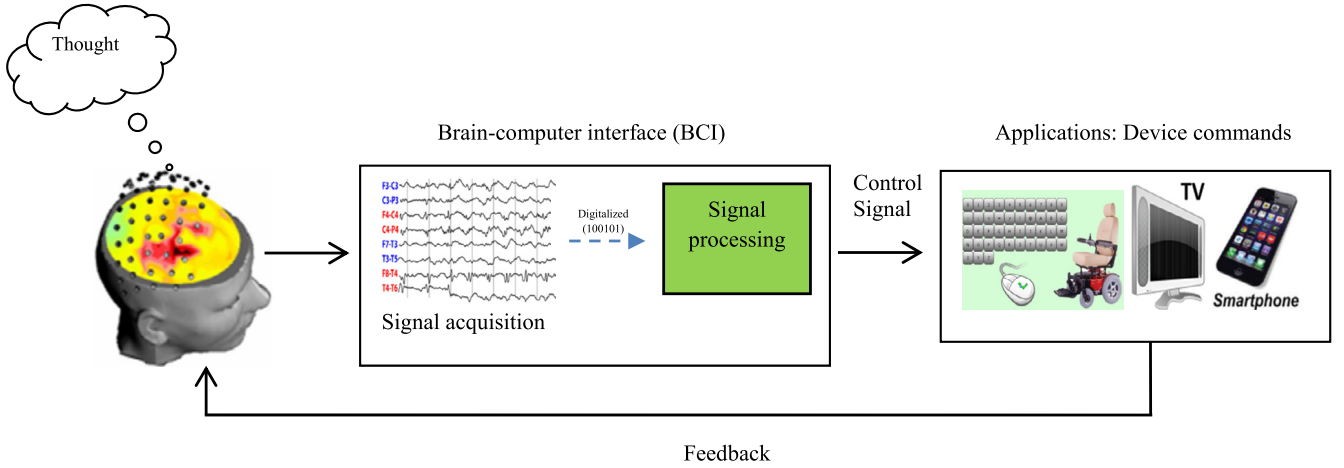 Thought
Brain-computer interface (BCI)
Applications: Device commands
F3-C3
C3-P3
F4-C4
C4-P4
F7-T3
T3-T5
F8-T4
T4-T6
Signal acquisition
Digitalized
(100101)
Signal
processing
Control
Signal
TV
Smartphone
Feedback